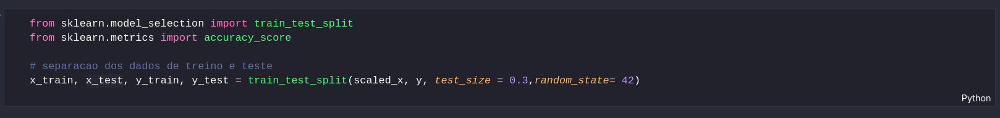 from sklearn.model_selection import train_test_split
from sklearn.metrics import accuracy_score
# separacao dos dados de treino e teste
x_train, x_test, y_train, y_test = train_test_split(scaled_x, y, test_size = 0.3,random_state= 42)
Python